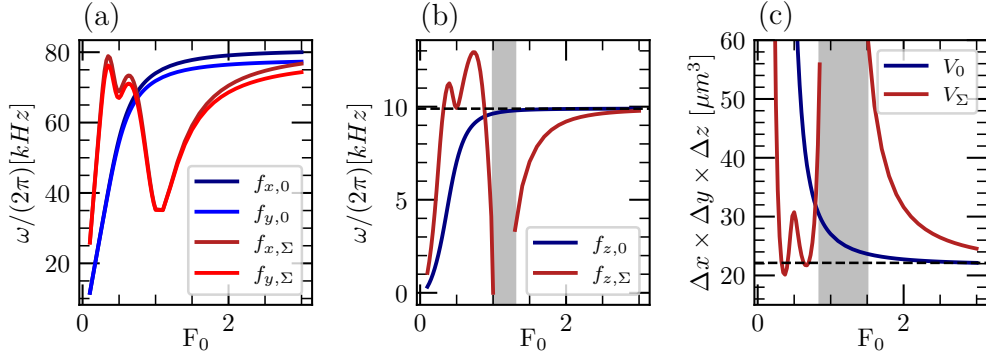 (a)
ω/(2π)[kHz]
80
60
40
20
f_{x,0}
f_{y,0}
f_{x,Σ}
f_{y,Σ}
0
2
F_0
(b)
ω/(2π)[kHz]
10
5
0
f_{z,0}
f_{z,Σ}
0
2
F_0
(c)
Δx × Δy × Δz [μm^3]
60
50
40
30
20
V_0
V_Σ
0
2
F_0